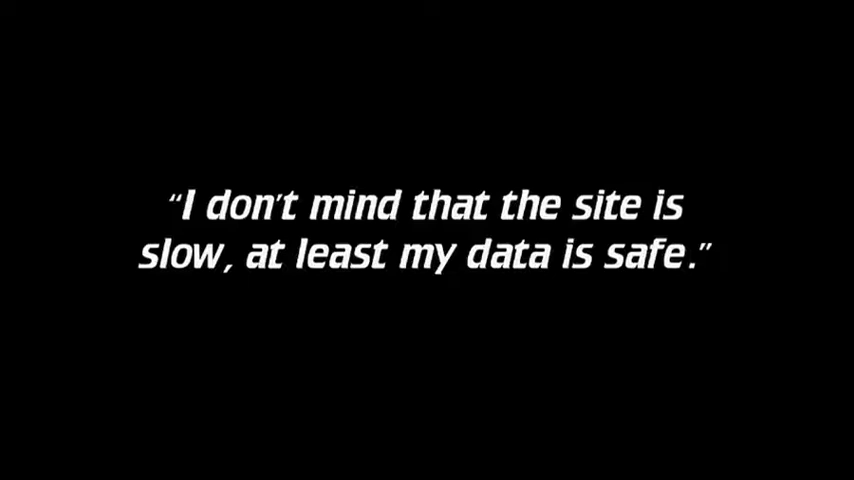 “I don’t mind that the site is
slow, at least my data is safe.”